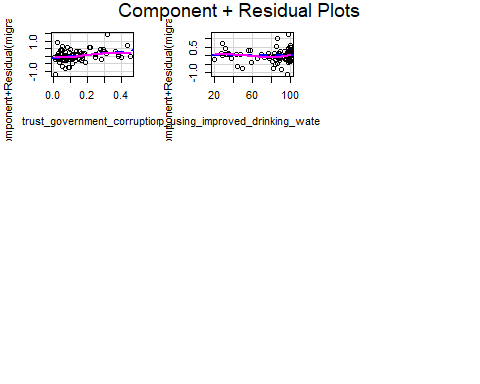 Component + Residual Plots
omponent+Residual(migra
1.0
-1.0
0.0 0.2 0.4
trust_government_corruption
omponent+Residual(migra
0.5
-1.0
20 60 100
using_improved_drinking_wate